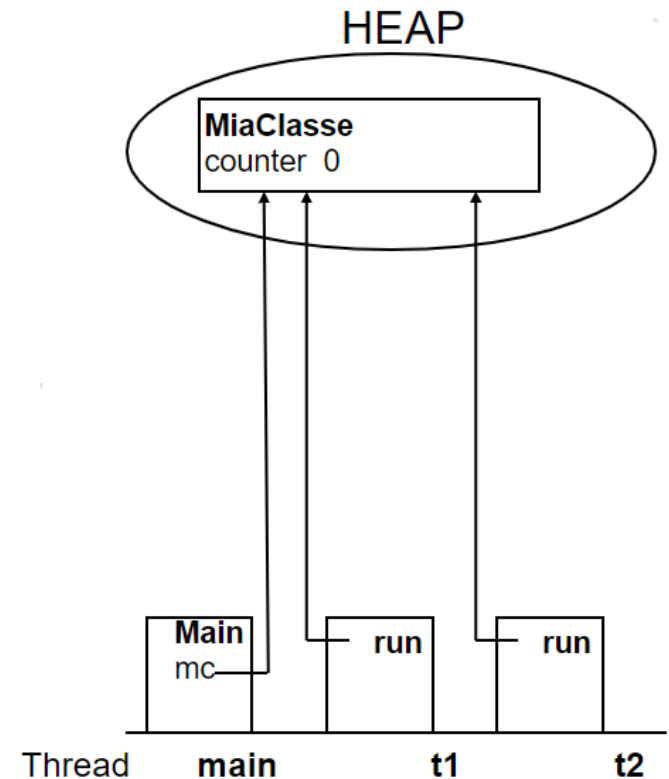 HEAP
MiaClasse
counter 0
Main
mc
run
run
Thread main t1 t2